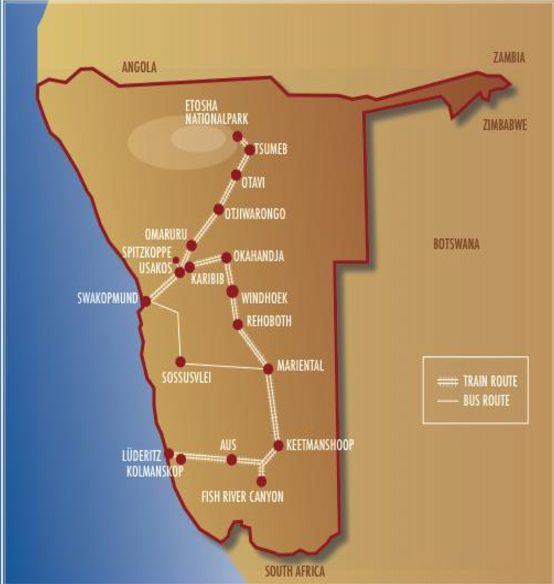 ZAMBIA
ANGOLA
ETOSHA
NATIONALPARK
ZIMBABWE
TSUMEB
OTAVI
OTJIWARONGO
OMARURU
BOTSWANA
SPITZKOPPE
OKAHANDJA
USAKOS
KARIBIB
SWAKOPMUND
WINDHOEK
REHOBOTH
MARIENTAL
SOSSUSVLEI
TRAIN ROUTE
BUS ROUTE
AUS
KEETMANSHOOP
LÜDERITZ
KOLMANSKOP
FISH RIVER CANYON
SOUTH AFRICA